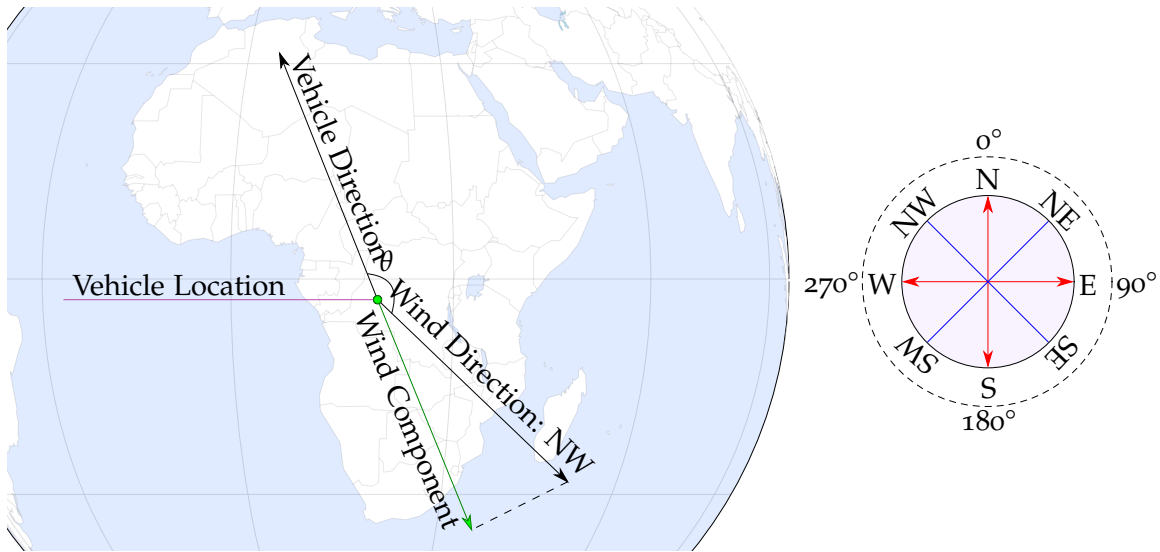 Vehicle Direction
θ
Vehicle Location
Wind Direction: NW
Wind Component
0°
N
NW
NE
270°
W
E
90°
SW
SE
S
180°